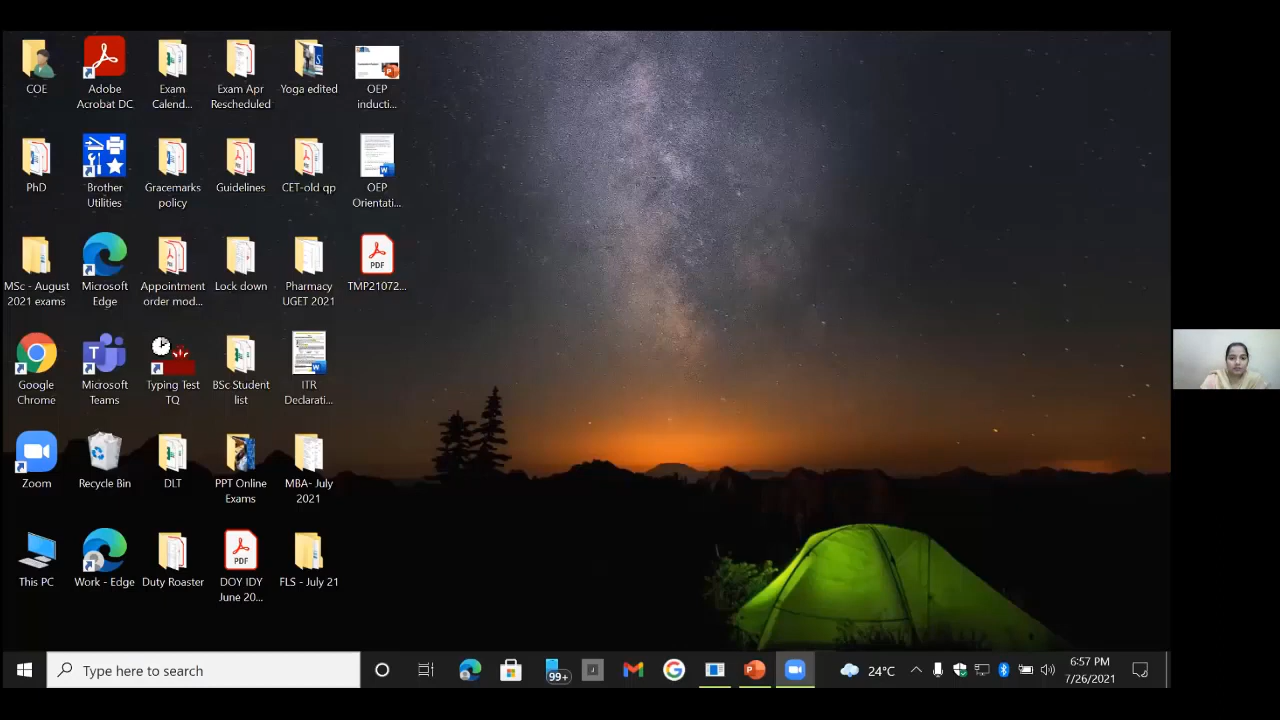 COE
Adobe
Acrobat DC
Exam
Calend...
Exam Apr
Rescheduled
Yoga edited
OEP
inducti...
PhD
Brother
Utilities
Gracemarks
policy
Guidelines
CET-old qp
OEP
Orientati...
MSc - August
2021 exams
Microsoft
Edge
Appointment
order mod...
Lock down
Pharmacy
UGET 2021
PDF
TMP21072...
Google
Chrome
Microsoft
Teams
Typing Test
TQ
BSc Student
list
ITR
Declarati...
Zoom
Recycle Bin
DLT
PPT Online
Exams
MBA- July
2021
This PC
Work - Edge
Duty Roaster
PDF
DOY IDY
June 20...
FLS - July 21
Type here to search
99+
24°C
6:57 PM
7/26/2021